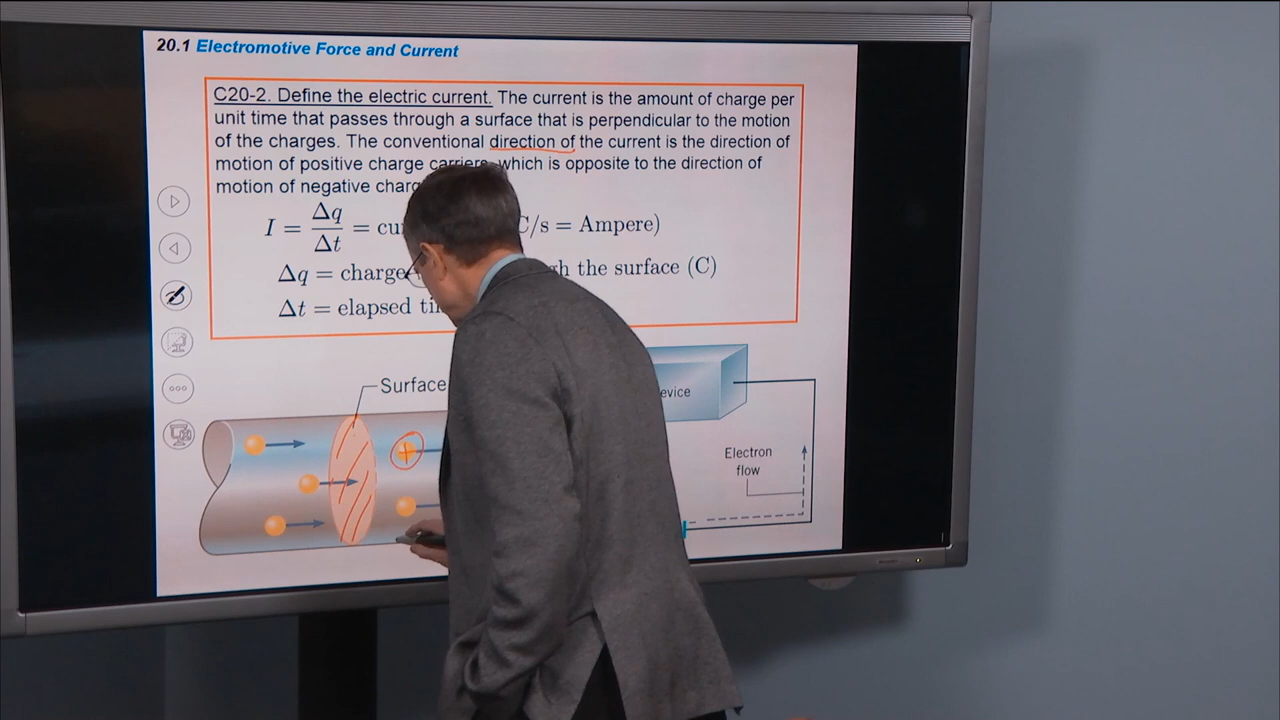 20.1 Electromotive Force and Current
C20-2. Define the electric current. The current is the amount of charge per
unit time that passes through a surface that is perpendicular to the motion
of the charges. The conventional direction of the current is the direction of
motion of positive charge carriers, which is opposite to the direction of
motion of negative
I = Δq/Δt = C/s = Ampere)
Δq = charge the surface (C)
Δt = elapsed
Surface
Electron
flow